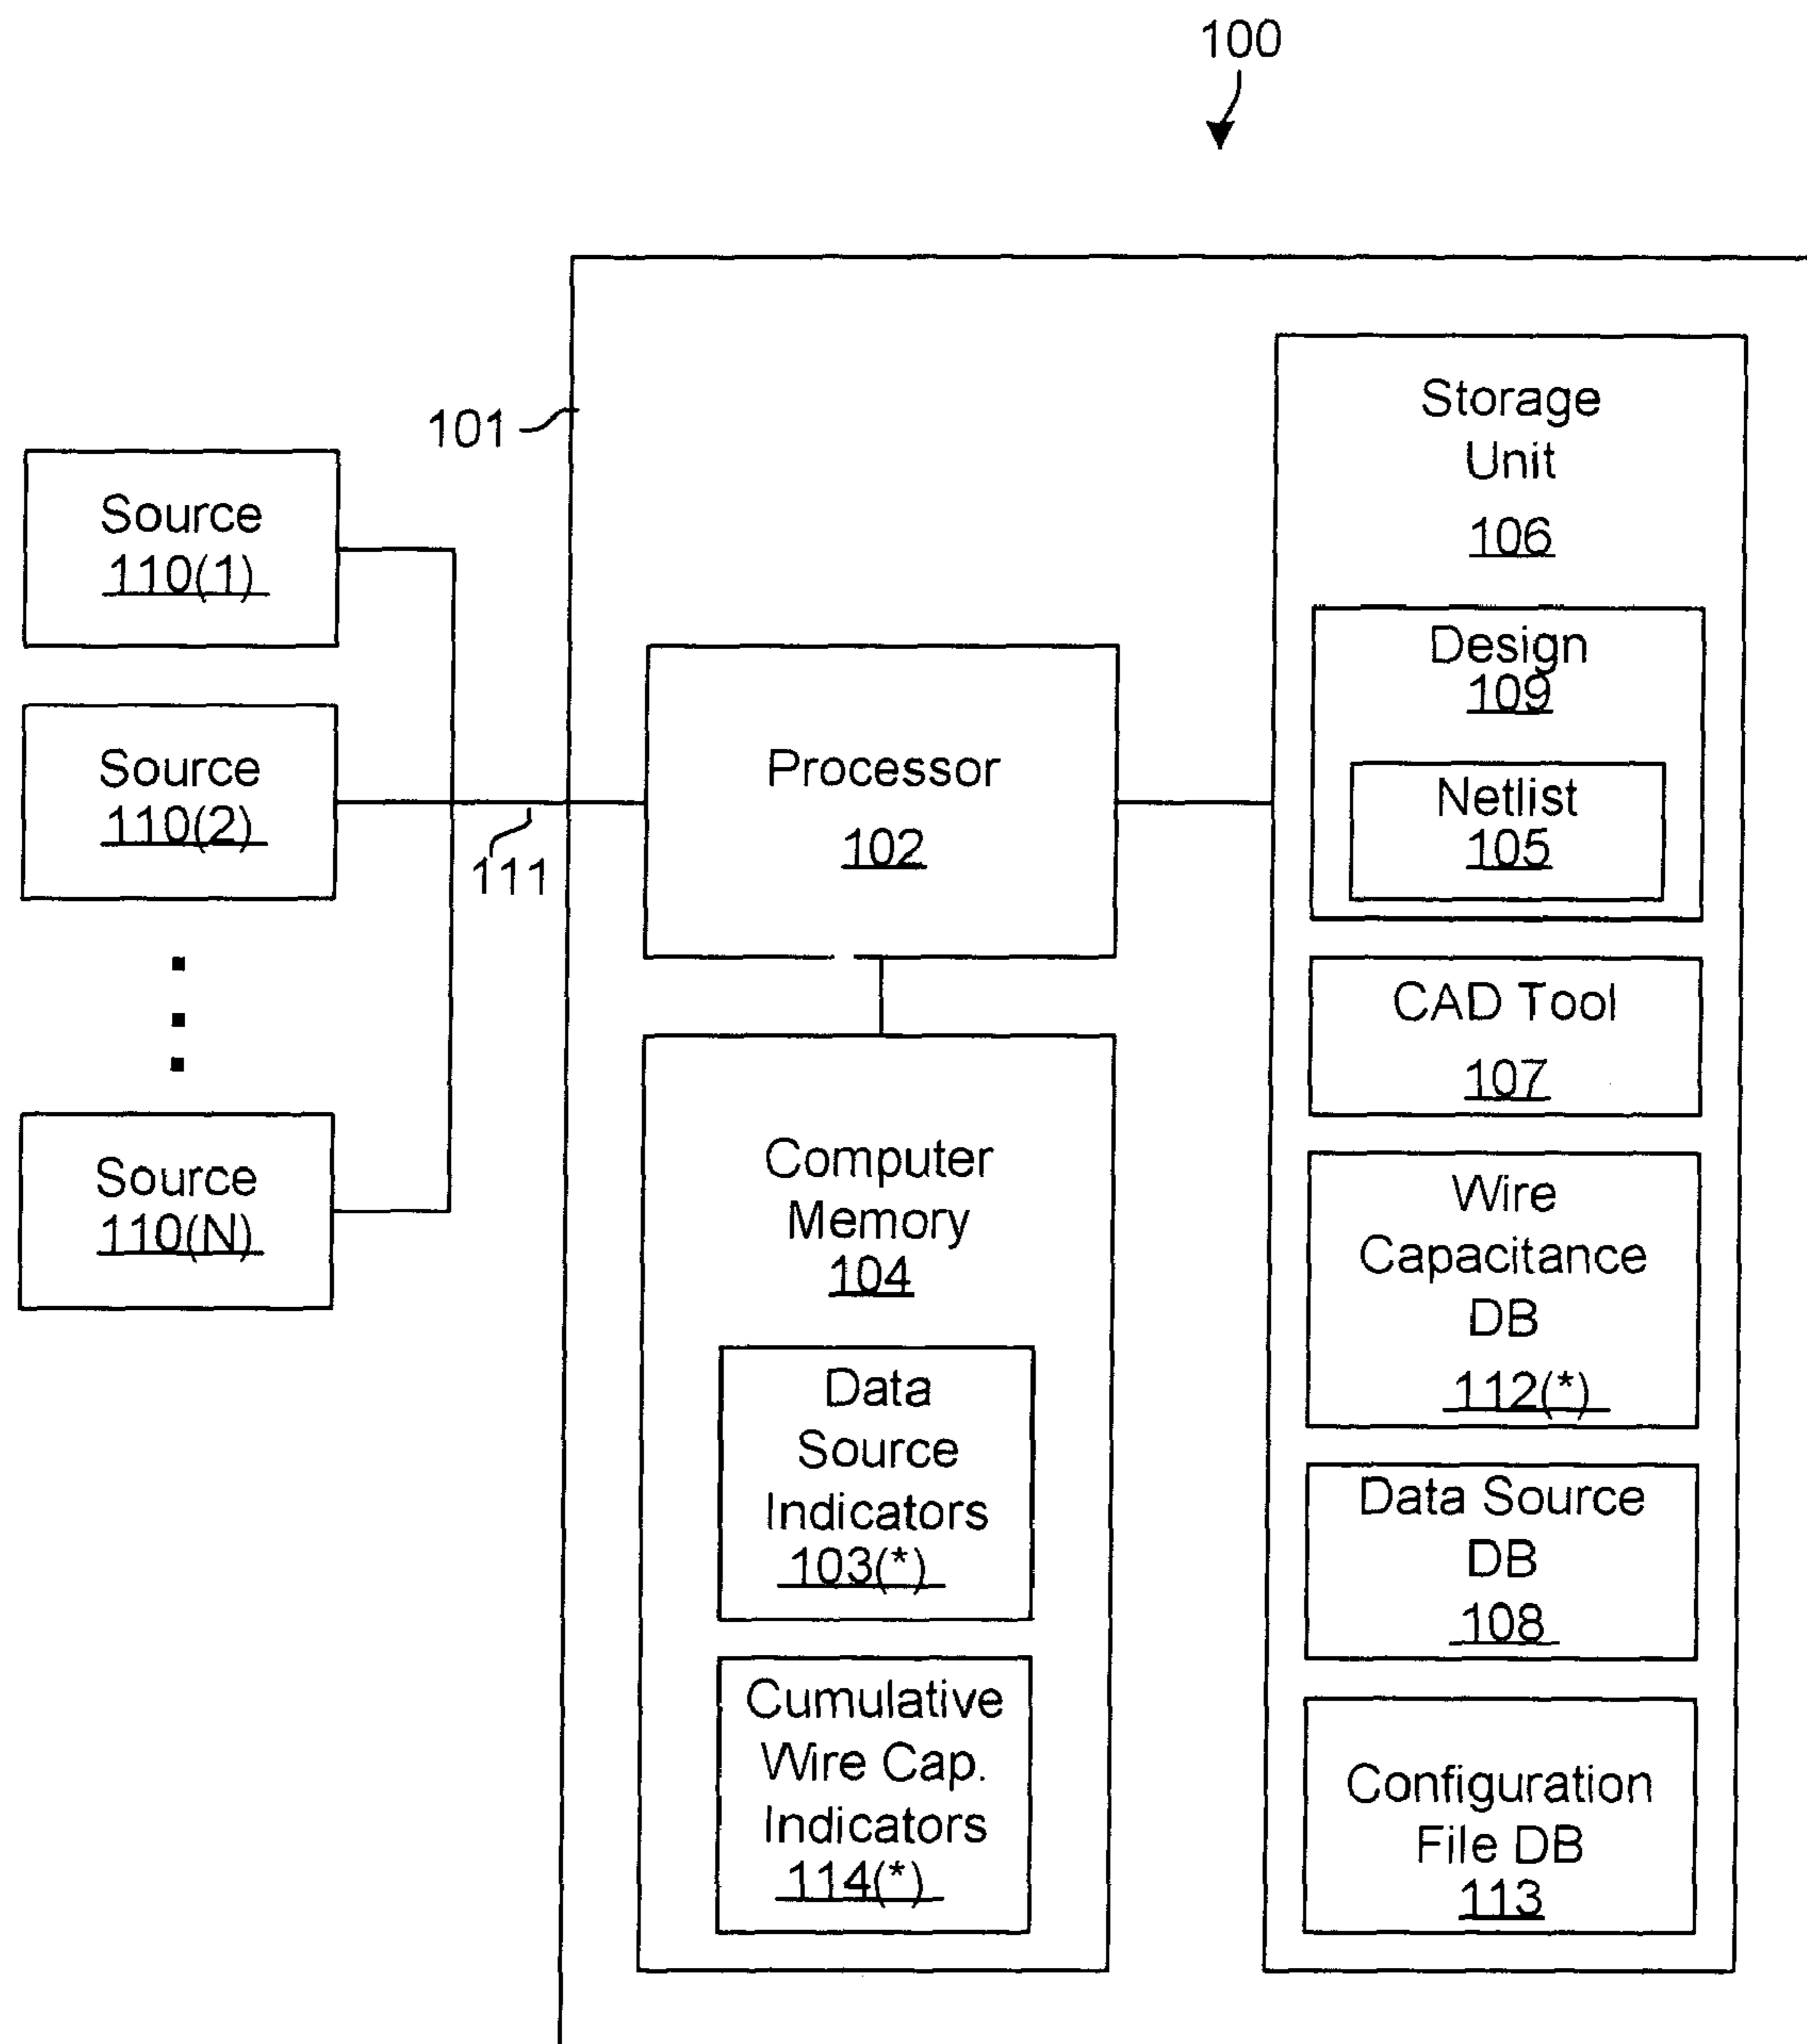 100
101
Source
110(1)
Source
110(2)
Source
110(N)
111
Processor
102
Computer
Memory
104
Data
Source
Indicators
103(*)
Cumulative
Wire Cap.
Indicators
114(*)
Storage
Unit
106
Design
109
Netlist
105
CAD Tool
107
Wire
Capacitance
DB
112(*)
Data Source
DB
108
Configuration
File DB
113